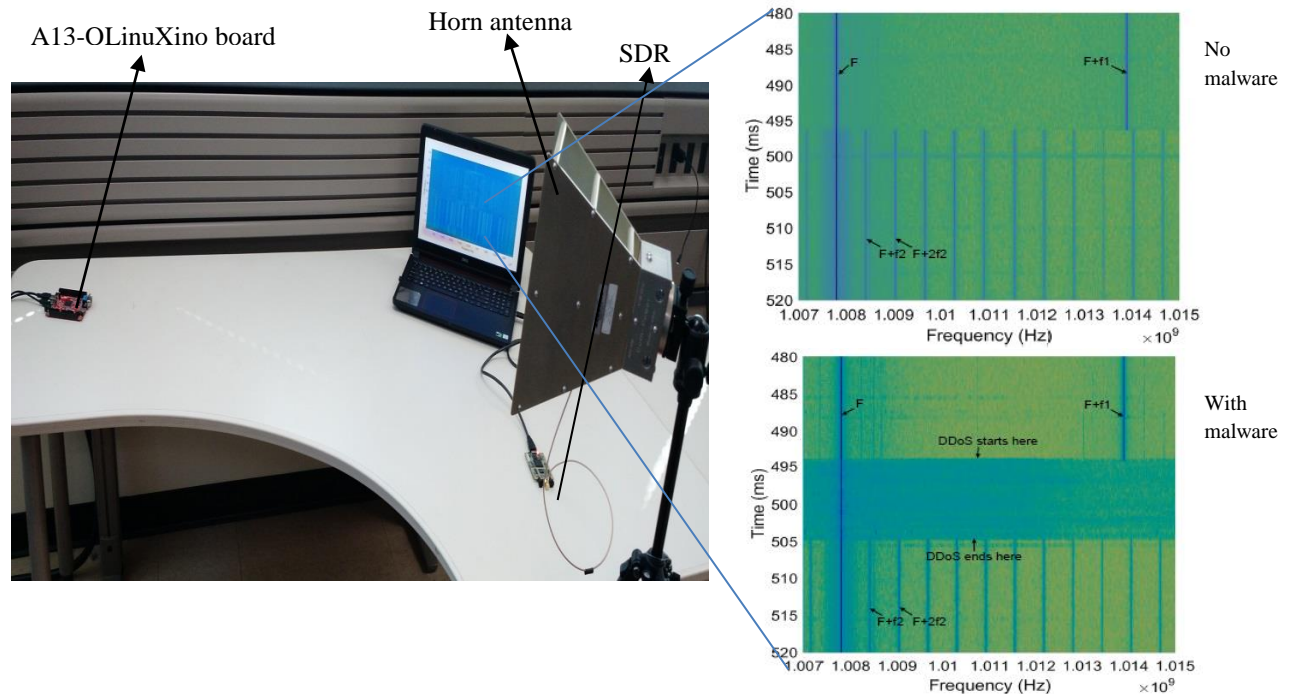 A13-OLinuXino board
Horn antenna
SDR
480
485
490
495
500
505
510
515
520
Time (ms)
F
F+f1
F+f2
F+2f2
1.007 1.008 1.009 1.01 1.011 1.012 1.013 1.014 1.015
Frequency (Hz)
×10⁹
No
malware
480
485
490
495
500
505
510
515
520
Time (ms)
F
F+f1
DDoS starts here
DDoS ends here
F+f2
F+2f2
1.007 1.008 1.009 1.01 1.011 1.012 1.013 1.014 1.015
Frequency (Hz)
×10⁹
With
malware